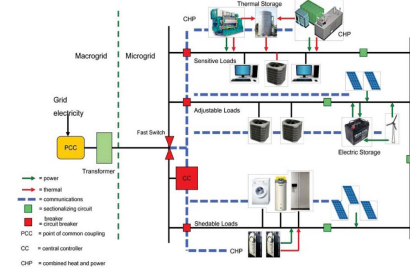 Thermal Storage
CHP
CHP
Macrogrid
Microgrid
Sensitive Loads
Grid
electricity
Adjustable Loads
Fast Switch
PCC
Electric Storage
Transformer
CC
= power
= thermal
= communications
= sectionalizing circuit
breaker
= circuit breaker
Shedable Loads
PCC = point of common coupling
CC = central controller
CHP
CHP = combined heat and power